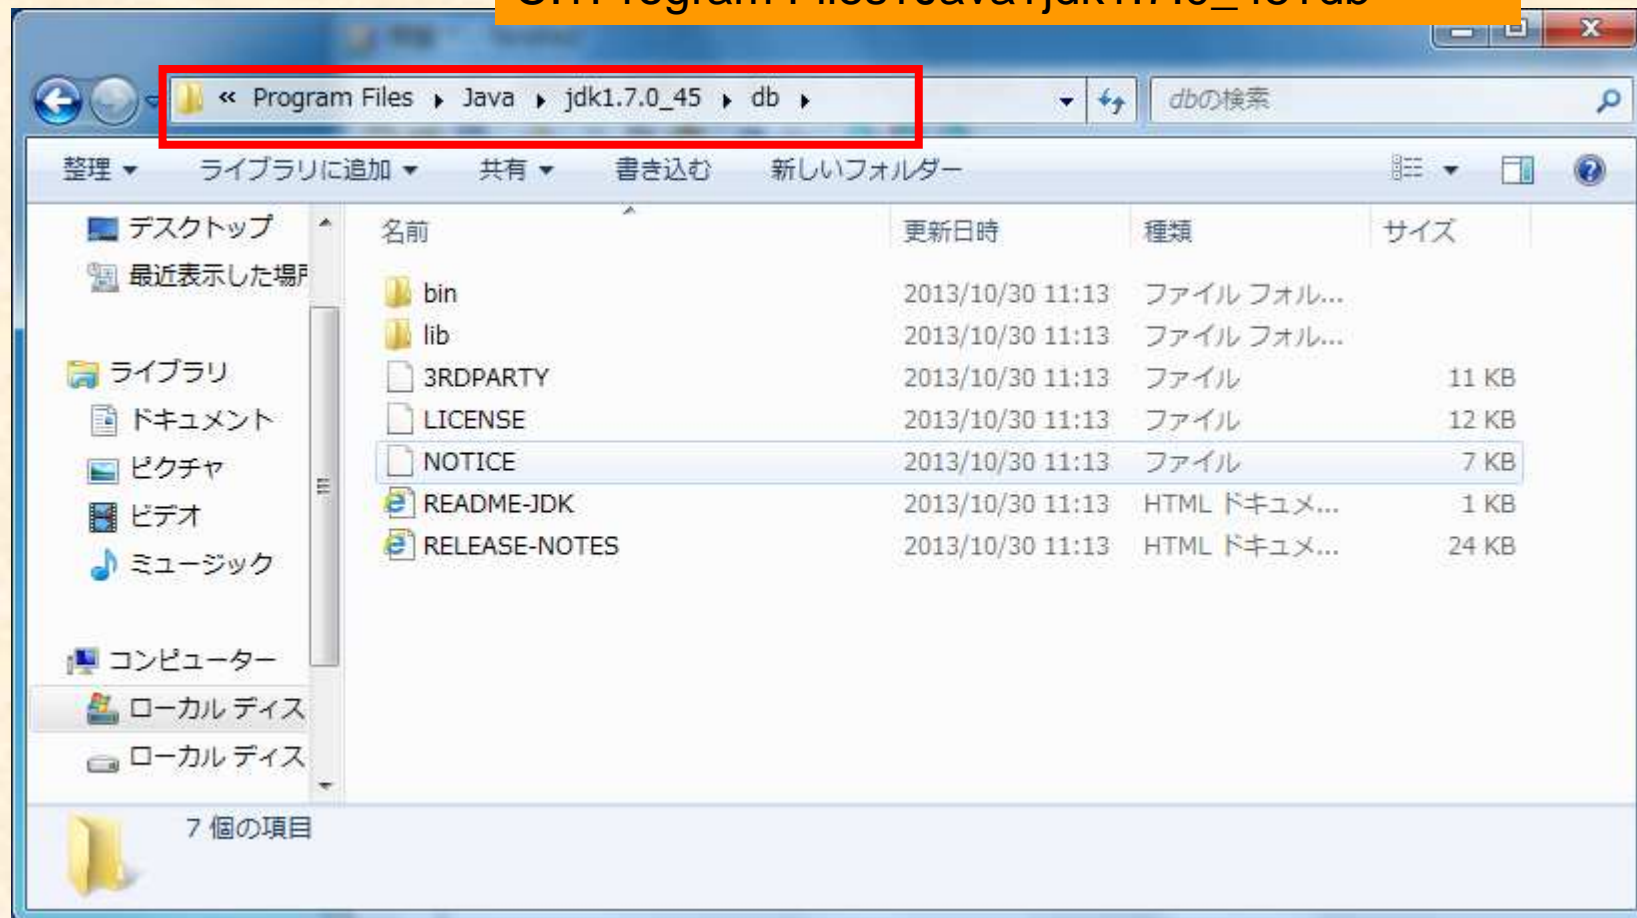 C:¥Program Files¥Java¥jdk1.7.0_45¥db
« Program Files ▸ Java ▸ jdk1.7.0_45 ▸ db ▸
dbの検索
整理 ライブラリに追加 共有 書き込む 新しいフォルダー
デスクトップ
最近表示した場所
ライブラリ
ドキュメント
ピクチャ
ビデオ
ミュージック
コンピューター
ローカル ディス
ローカル ディス
名前 更新日時 種類 サイズ
bin 2013/10/30 11:13 ファイル フォル...
lib 2013/10/30 11:13 ファイル フォル...
3RDPARTY 2013/10/30 11:13 ファイル 11 KB
LICENSE 2013/10/30 11:13 ファイル 12 KB
NOTICE 2013/10/30 11:13 ファイル 7 KB
README-JDK 2013/10/30 11:13 HTML ドキュメ... 1 KB
RELEASE-NOTES 2013/10/30 11:13 HTML ドキュメ... 24 KB
7 個の項目